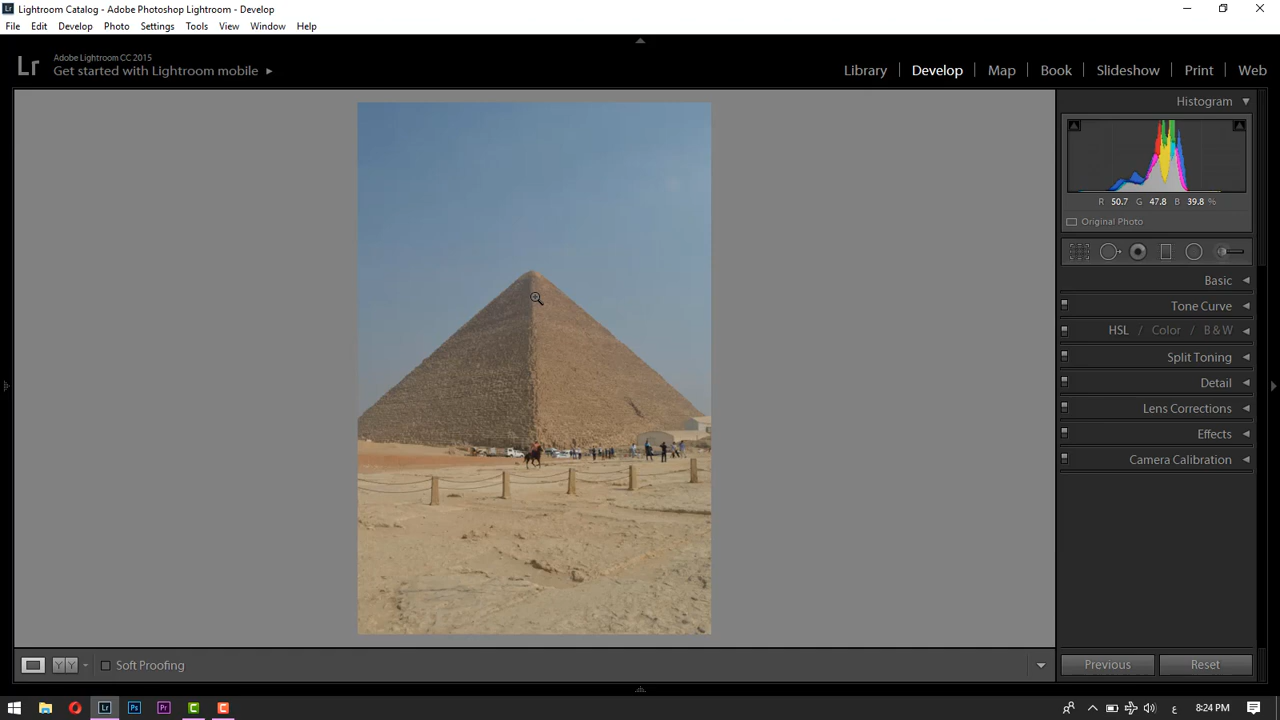 Lightroom Catalog - Adobe Photoshop Lightroom - Develop
File Edit Develop Photo Settings Tools View Window Help
Lr
Adobe Lightroom CC 2015
Get started with Lightroom mobile
Library Develop Map Book Slideshow Print Web
Histogram
R 50.7 G 47.8 B 39.8 %
Original Photo
Basic
Tone Curve
HSL / Color / B & W
Split Toning
Detail
Lens Corrections
Effects
Camera Calibration
Y Y Soft Proofing
Previous Reset
Lr Ps Pr C C ع 8:24 PM